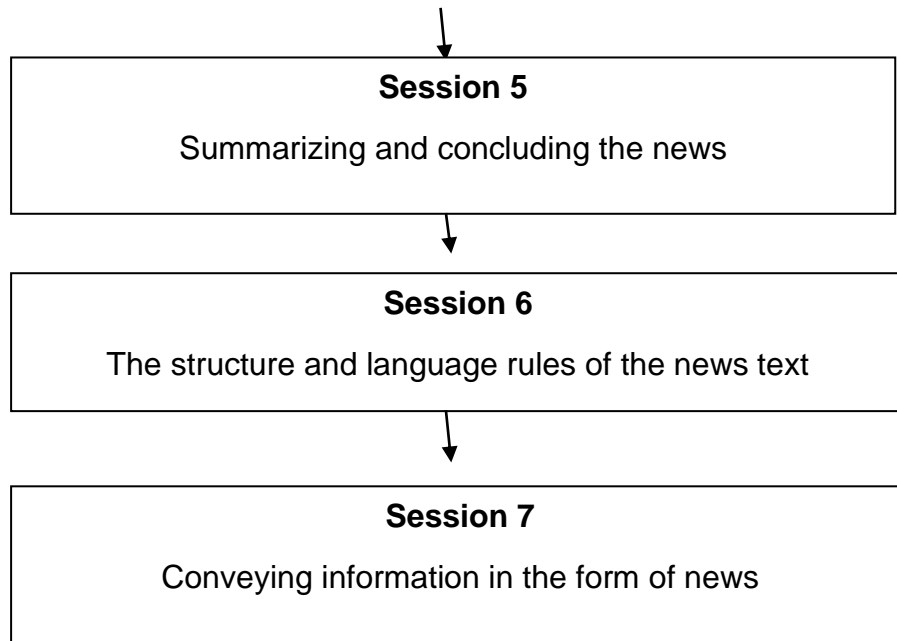 Session 5
Summarizing and concluding the news
Session 6
The structure and language rules of the news text
Session 7
Conveying information in the form of news